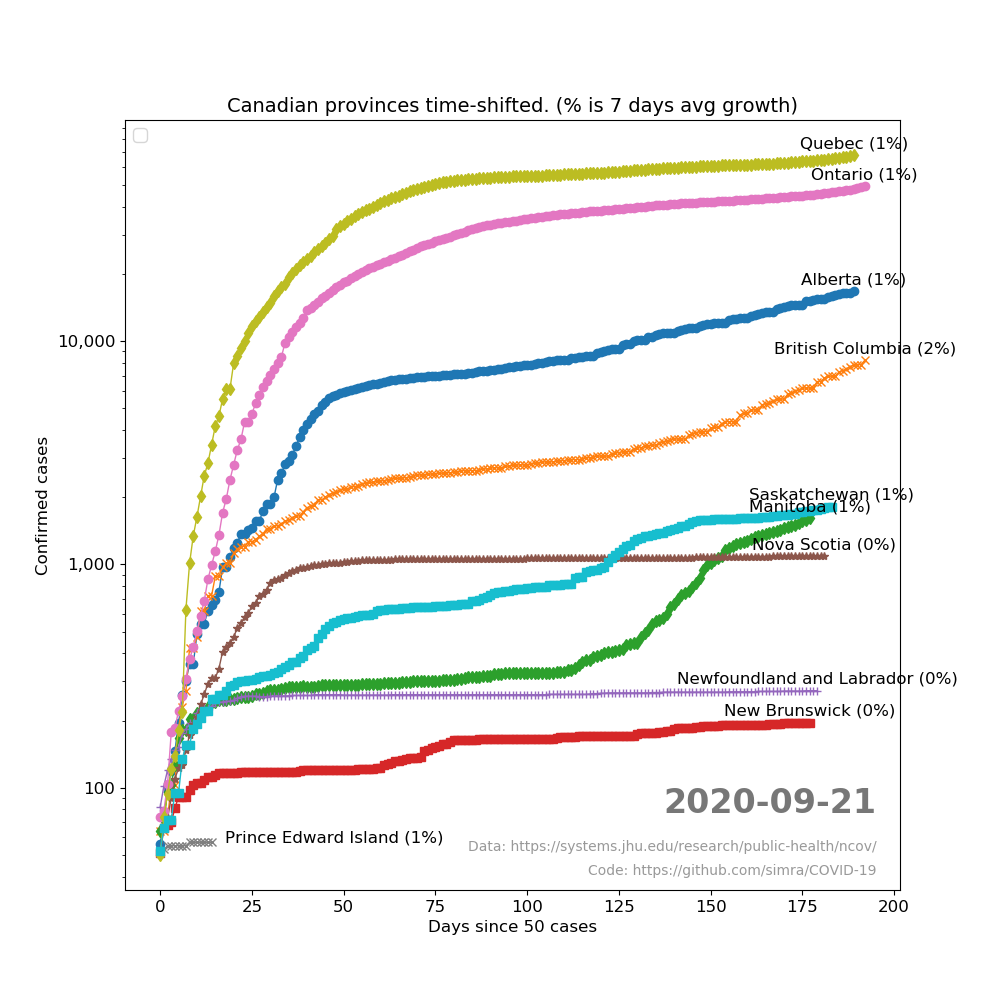 Canadian provinces time-shifted. (% is 7 days avg growth)
Quebec (1%)
Ontario (1%)
Alberta (1%)
10,000
British Columbia (2%)
Confirmed cases
Saskatchewan (1%)
Manitoba (1%)
Nova Scotia (0%)
1,000
Newfoundland and Labrador (0%)
New Brunswick (0%)
100
2020-09-21
Prince Edward Island (1%)
Data: https://systems.jhu.edu/research/public-health/ncov/
Code: https://github.com/simra/COVID-19
0 25 50 75 100 125 150 175 200
Days since 50 cases